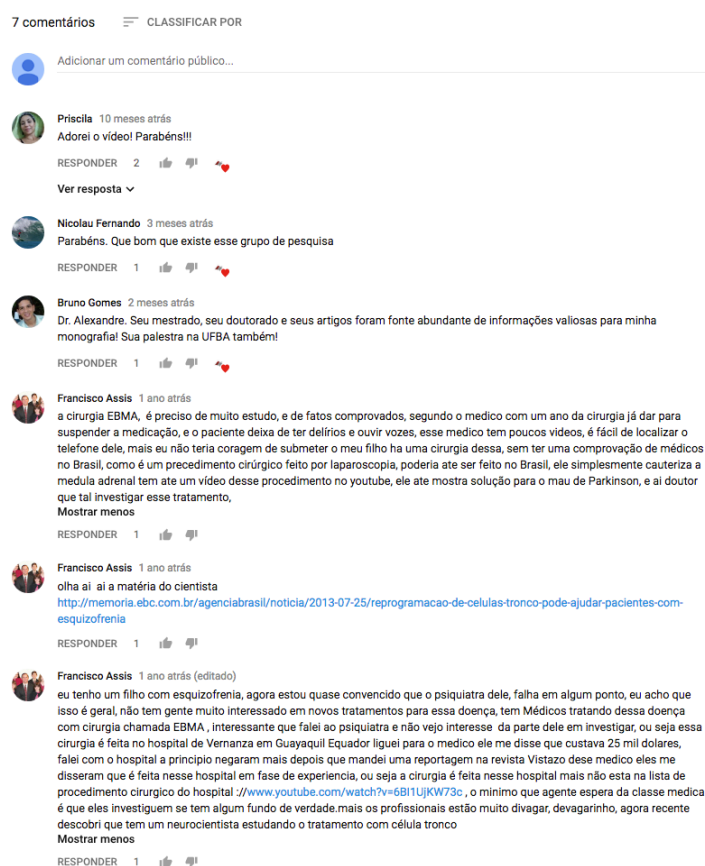 7 comentários CLASSIFICAR POR
Adicionar um comentário público...
Priscila 10 meses atrás
Adorei o vídeo! Parabéns!!!
RESPONDER 2
Ver resposta
Nicolau Fernando 3 meses atrás
Parabéns. Que bom que existe esse grupo de pesquisa
RESPONDER 1
Bruno Gomes 2 meses atrás
Dr. Alexandre. Seu mestrado, seu doutorado e seus artigos foram fonte abundante de informações valiosas para minha
monografia! Sua palestra na UFBA também!
RESPONDER 1
Francisco Assis 1 ano atrás
a cirurgia EBMA, é preciso de muito estudo, e de fatos comprovados, segundo o medico com um ano da cirurgia já dar para
suspender a medicação, e o paciente deixa de ter delírios e ouvir vozes, esse medico tem poucos videos, é fácil de localizar o
telefone dele, mais eu não teria coragem de submeter o meu filho ha uma cirurgia dessa, sem ter uma comprovação de médicos
no Brasil, como é um precedimento cirúrgico feito por laparoscopia, poderia ate ser feito no Brasil, ele simplesmente cauteriza a
medula adrenal tem ate um vídeo desse procedimento no youtube, ele ate mostra solução para o mau de Parkinson, e ai doutor
que tal investigar esse tratamento,
Mostrar menos
RESPONDER 1
Francisco Assis 1 ano atrás
olha ai ai a matéria do cientista
http://memoria.ebc.com.br/agenciabrasil/noticia/2013-07-25/reprogramacao-de-celulas-tronco-pode-ajudar-pacientes-com-
esquizofrenia
RESPONDER 1
Francisco Assis 1 ano atrás (editado)
eu tenho um filho com esquizofrenia, agora estou quase convencido que o psiquiatra dele, falha em algum ponto, eu acho que
isso é geral, não tem gente muito interessado em novos tratamentos para essa doença, tem Médicos tratando dessa doença
com cirurgia chamada EBMA , interessante que falei ao psiquiatra e não vejo interesse da parte dele em investigar, ou seja essa
cirurgia é feita no hospital de Vernanza em Guayaquil Equador liguei para o medico ele me disse que custava 25 mil dolares,
falei com o hospital a principio negaram mais depois que mandei uma reportagem na revista Vistazo dese medico eles me
disseram que é feita nesse hospital em fase de experiencia, ou seja a cirurgia é feita nesse hospital mais não esta na lista de
procedimento cirurgico do hospital ://www.youtube.com/watch?v=6BI1UjKW73c , o minimo que agente espera da classe medica
é que eles investiguem se tem algum fundo de verdade.mais os profissionais estão muito divagar, devagarinho, agora recente
descobri que tem um neurocientista estudando o tratamento com célula tronco
Mostrar menos
RESPONDER 1